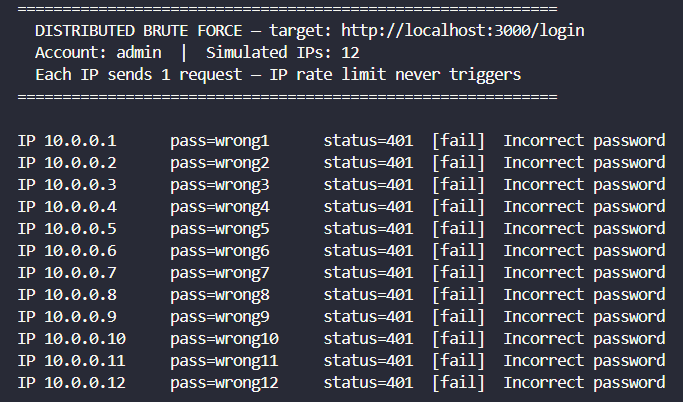 ============================================================
DISTRIBUTED BRUTE FORCE — target: http://localhost:3000/login
Account: admin | Simulated IPs: 12
Each IP sends 1 request — IP rate limit never triggers
============================================================
IP 10.0.0.1 pass=wrong1 status=401 [fail] Incorrect password
IP 10.0.0.2 pass=wrong2 status=401 [fail] Incorrect password
IP 10.0.0.3 pass=wrong3 status=401 [fail] Incorrect password
IP 10.0.0.4 pass=wrong4 status=401 [fail] Incorrect password
IP 10.0.0.5 pass=wrong5 status=401 [fail] Incorrect password
IP 10.0.0.6 pass=wrong6 status=401 [fail] Incorrect password
IP 10.0.0.7 pass=wrong7 status=401 [fail] Incorrect password
IP 10.0.0.8 pass=wrong8 status=401 [fail] Incorrect password
IP 10.0.0.9 pass=wrong9 status=401 [fail] Incorrect password
IP 10.0.0.10 pass=wrong10 status=401 [fail] Incorrect password
IP 10.0.0.11 pass=wrong11 status=401 [fail] Incorrect password
IP 10.0.0.12 pass=wrong12 status=401 [fail] Incorrect password